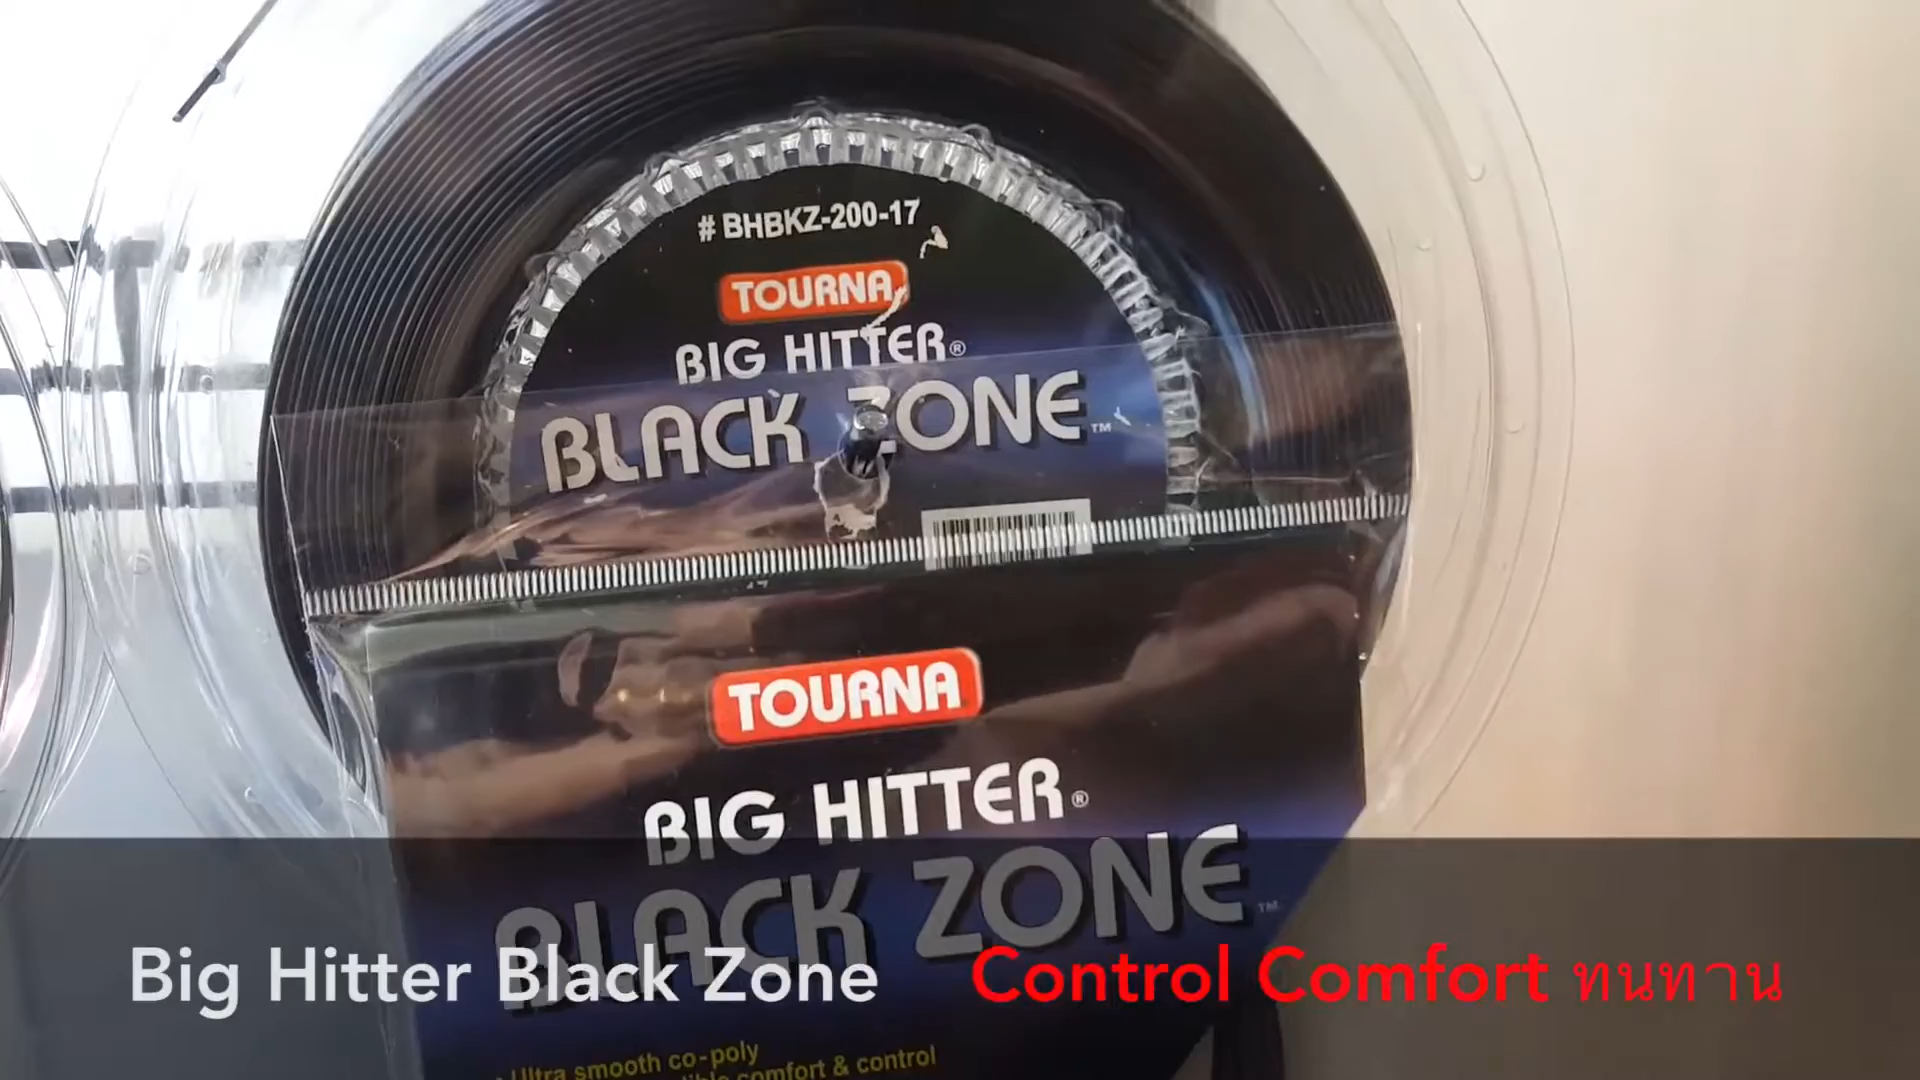 # BHBKZ-200-17
TOURNA
BIG HITTER®
BLACK ZONE™
TOURNA
BIG HITTER®
BLACK ZONE™
Big Hitter Black Zone Control Comfort ทนทาน
Ultra smooth co-poly
comfort & control